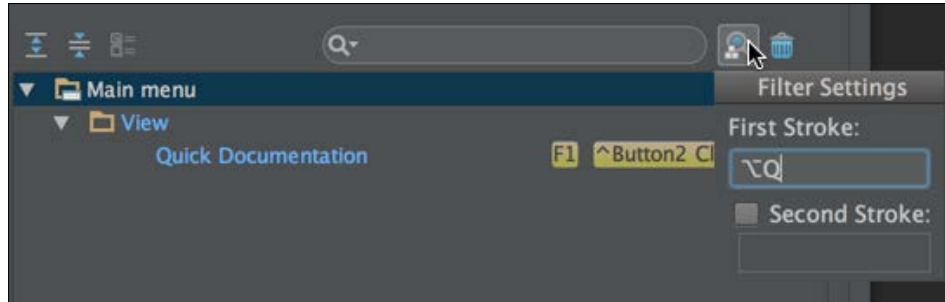 Main menu
Filter Settings
View
First Stroke:
Quick Documentation F1 ^Button2 Cl
⌥Q
Second Stroke: